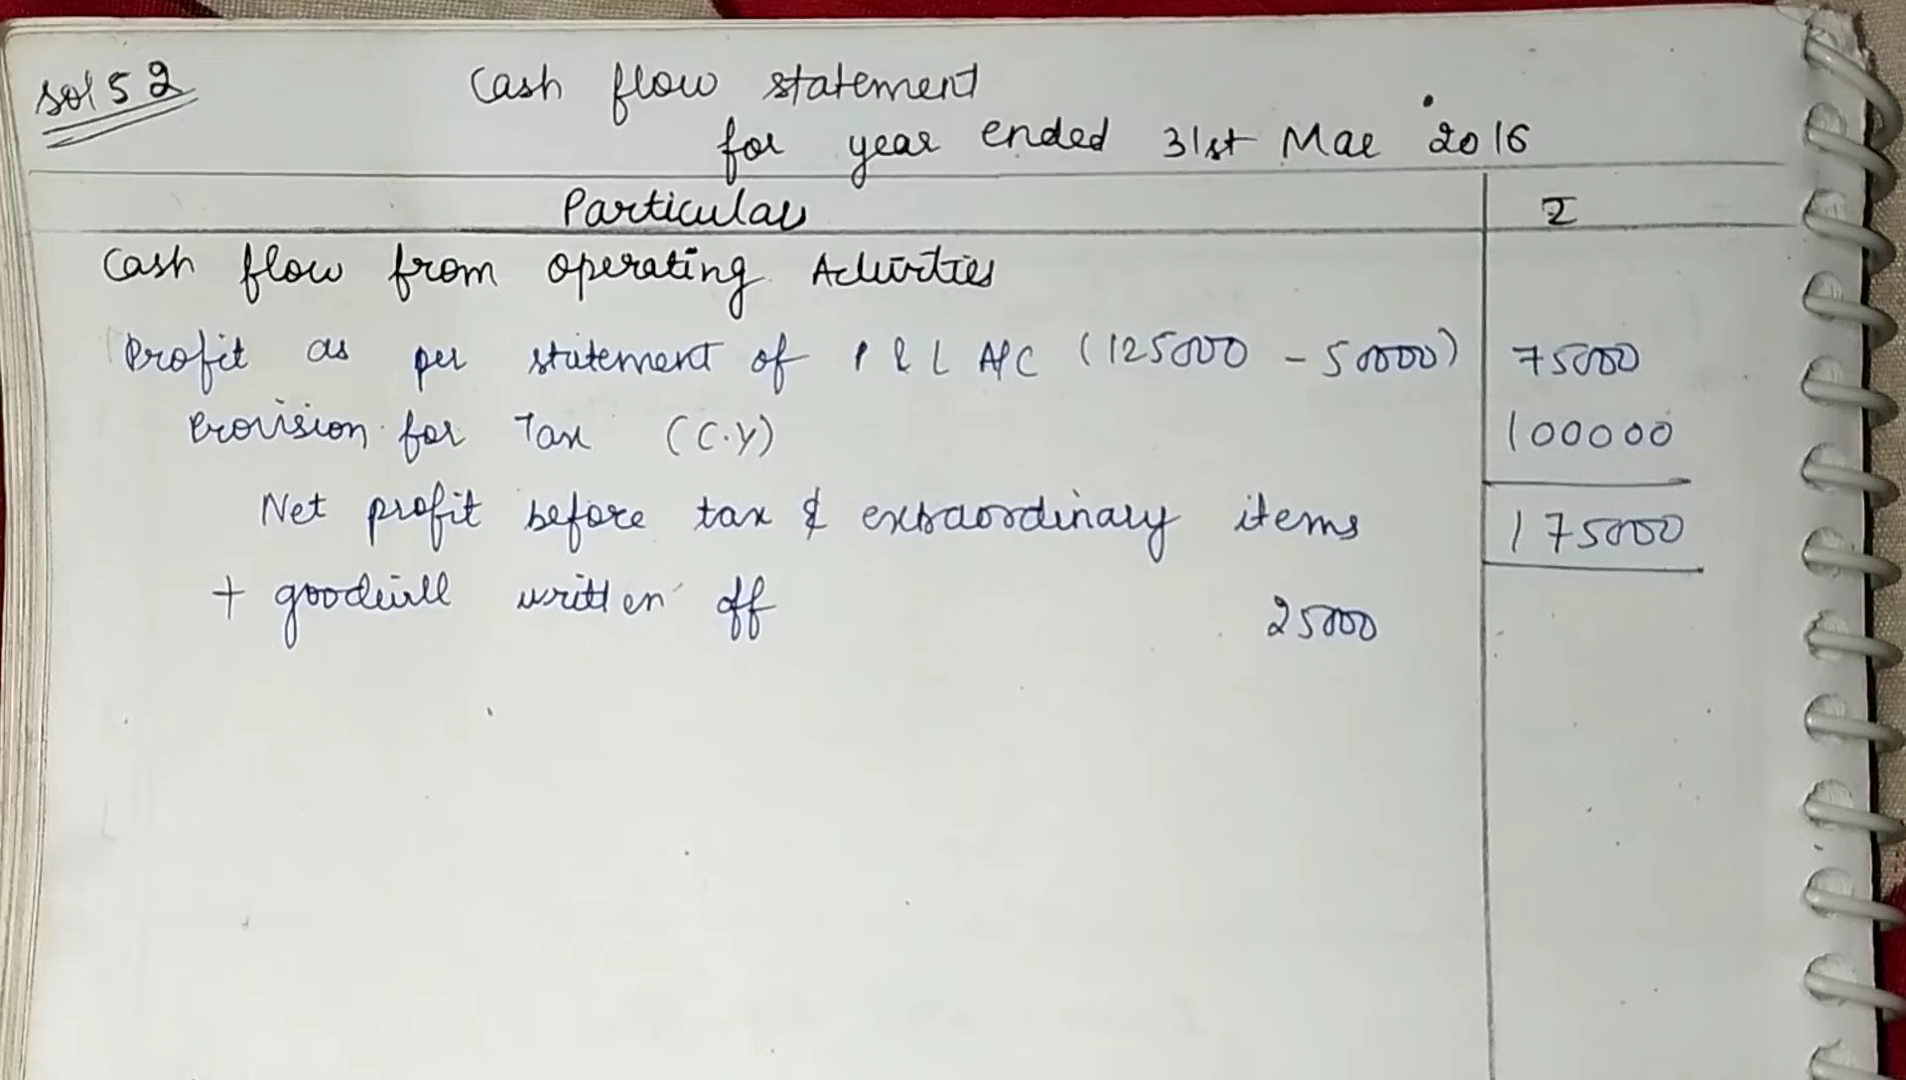 sol 52
Cash flow statement
for year ended 31st Mar 2016
Particulars ₹
Cash flow from operating Activities
Profit as per statement of P & L A/C (125000 - 50000) 75000
Provision for Tax (C.Y) 100000
Net profit before tax & extraordinary items 175000
+ goodwill written off 25000